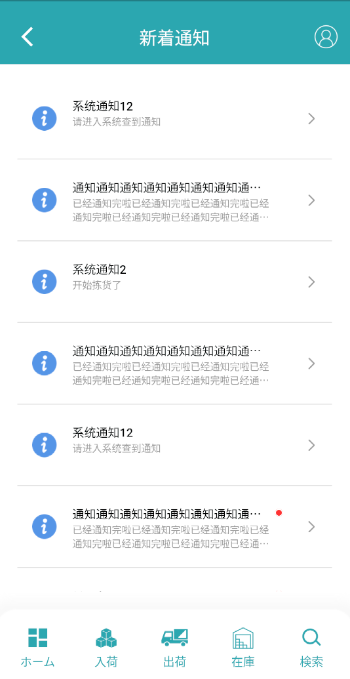 新着通知
系统通知12
请进入系统查到通知
通知通知通知通知通知通知通知通…
已经通知完啦已经通知完啦已经通知完啦已经
通知完啦已经通知完啦已经通知完啦已经通…
系统通知2
开始拣货了
通知通知通知通知通知通知通知通…
已经通知完啦已经通知完啦已经通知完啦已经
通知完啦已经通知完啦已经通知完啦已经通…
系统通知12
请进入系统查到通知
通知通知通知通知通知通知通知通…
已经通知完啦已经通知完啦已经通知完啦已经
通知完啦已经通知完啦已经通知完啦已经通…
ホーム
入荷
出荷
在庫
検索